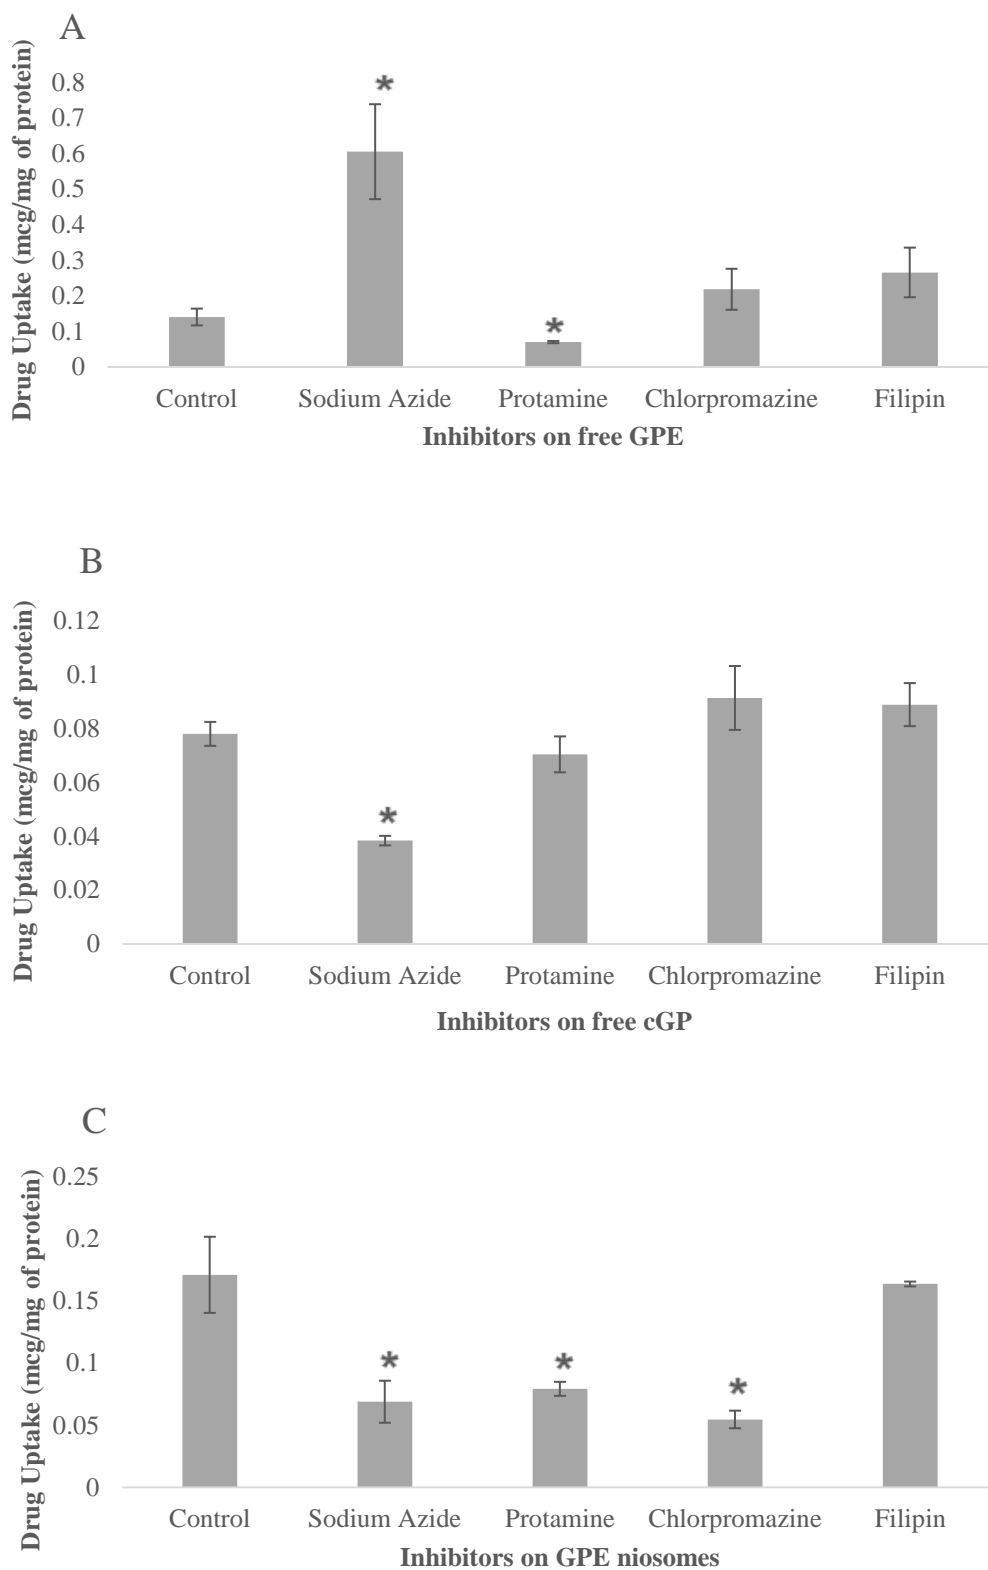 A
Drug Uptake (mcg/mg of protein)
0.8
0.7
0.6
0.5
0.4
0.3
0.2
0.1
0
*
*
Control Sodium Azide Protamine Chlorpromazine Filipin
Inhibitors on free GPE
B
Drug Uptake (mcg/mg of protein)
0.12
0.1
0.08
0.06
0.04
0.02
0
*
Control Sodium Azide Protamine Chlorpromazine Filipin
Inhibitors on free cGP
C
Drug Uptake (mcg/mg of protein)
0.25
0.2
0.15
0.1
0.05
0
* * *
Control Sodium Azide Protamine Chlorpromazine Filipin
Inhibitors on GPE niosomes